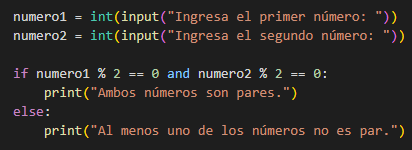 numero1 = int(input("Ingresa el primer número: "))
numero2 = int(input("Ingresa el segundo número: "))
if numero1 % 2 == 0 and numero2 % 2 == 0:
    print("Ambos números son pares.")
else:
    print("Al menos uno de los números no es par.")